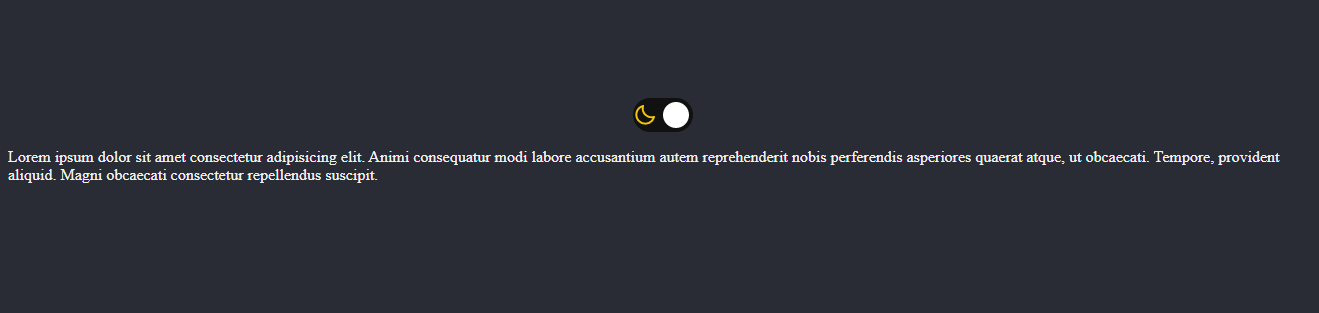 Lorem ipsum dolor sit amet consectetur adipisicing elit. Animi consequatur modi labore accusantium autem reprehenderit nobis perferendis asperiores quaerat atque, ut obcaecati. Tempore, provident
aliquid. Magni obcaecati consectetur repellendus suscipit.